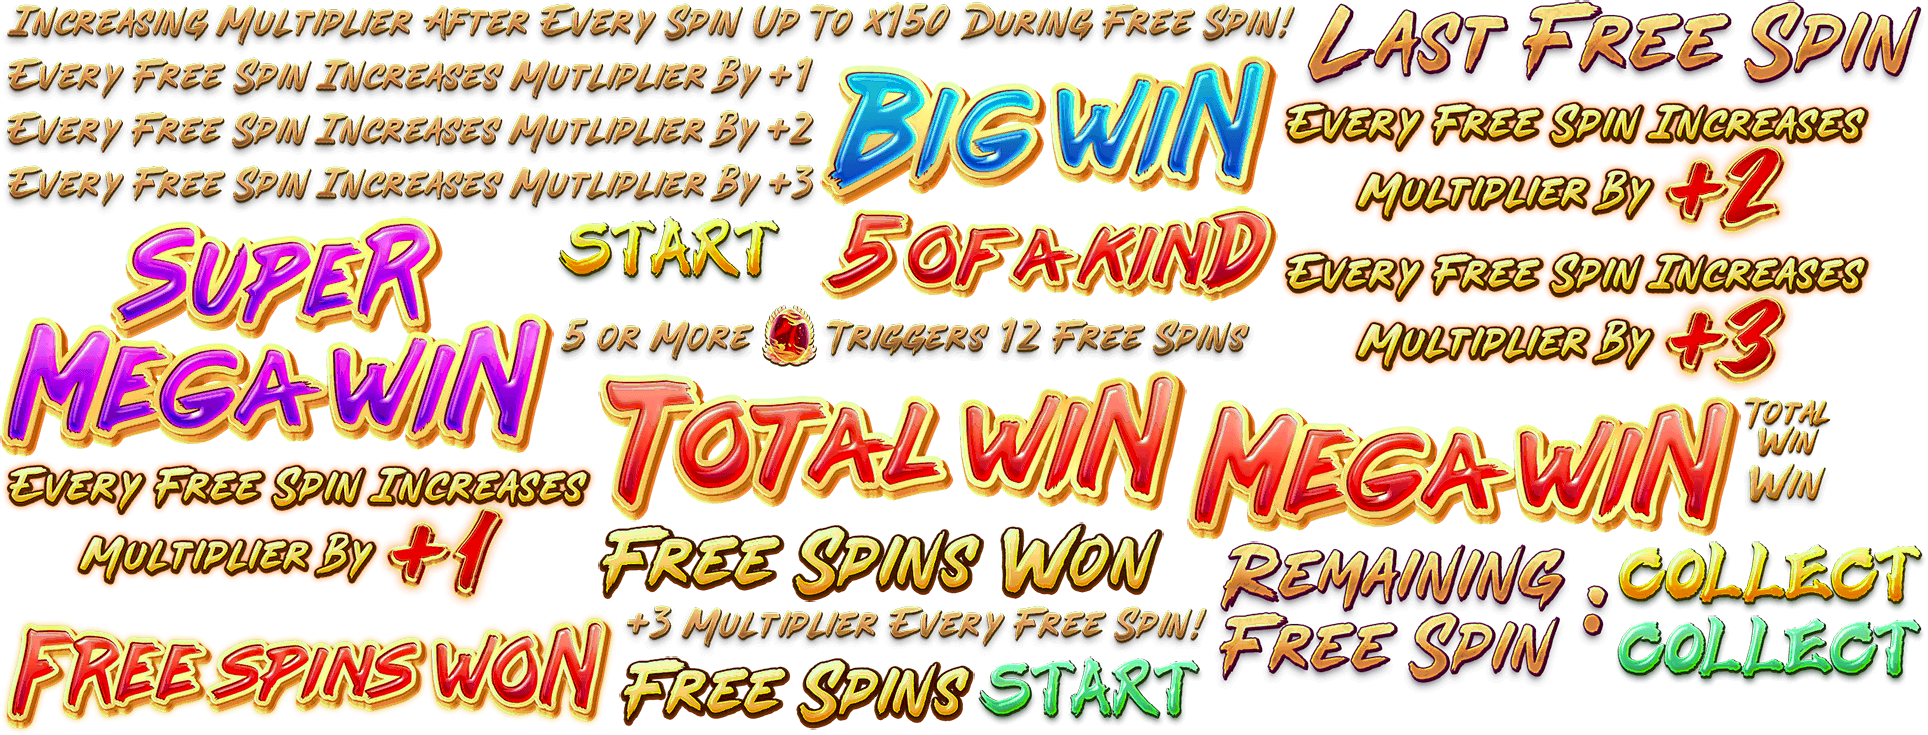 Increasing Multiplier After Every Spin Up To x150 During Free Spin!
Every Free Spin Increases Mutliplier By +1
Every Free Spin Increases Mutliplier By +2
Every Free Spin Increases Mutliplier By +3
BIG WIN
Last Free Spin
Every Free Spin Increases
Multiplier By +2
Super
Mega Win
START
5 OF A KIND
Every Free Spin Increases
Multiplier By +3
5 or More Triggers 12 Free Spins
Total Win
Mega Win
Total
Win
Win
Every Free Spin Increases
Multiplier By +1
Free Spins Won
Remaining
Free Spin :
COLLECT
COLLECT
Free Spins Won
+3 Multiplier Every Free Spin!
Free Spins
START